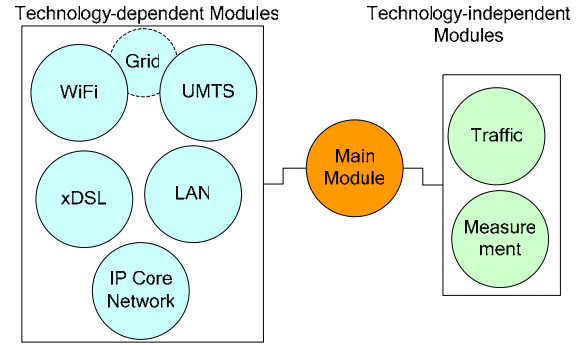 Technology-dependent Modules
Technology-independent
Modules
Grid
WiFi
UMTS
xDSL
LAN
IP Core
Network
Main
Module
Traffic
Measure
ment